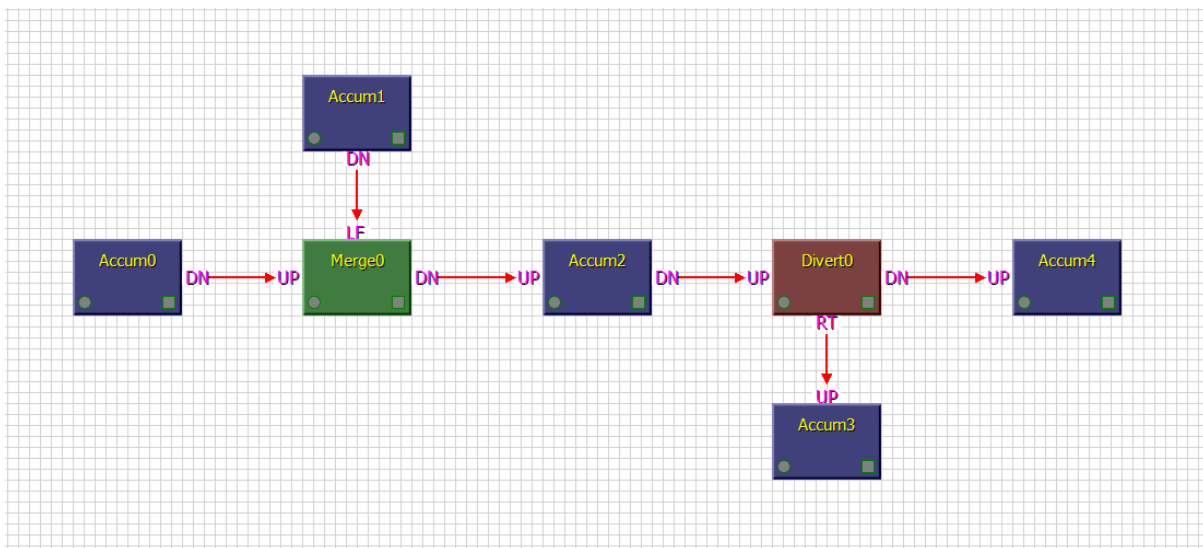 Accum1
DN
LF
Accum0 DN UP Merge0 DN UP Accum2 DN UP Divert0 DN UP Accum4
RT
UP
Accum3